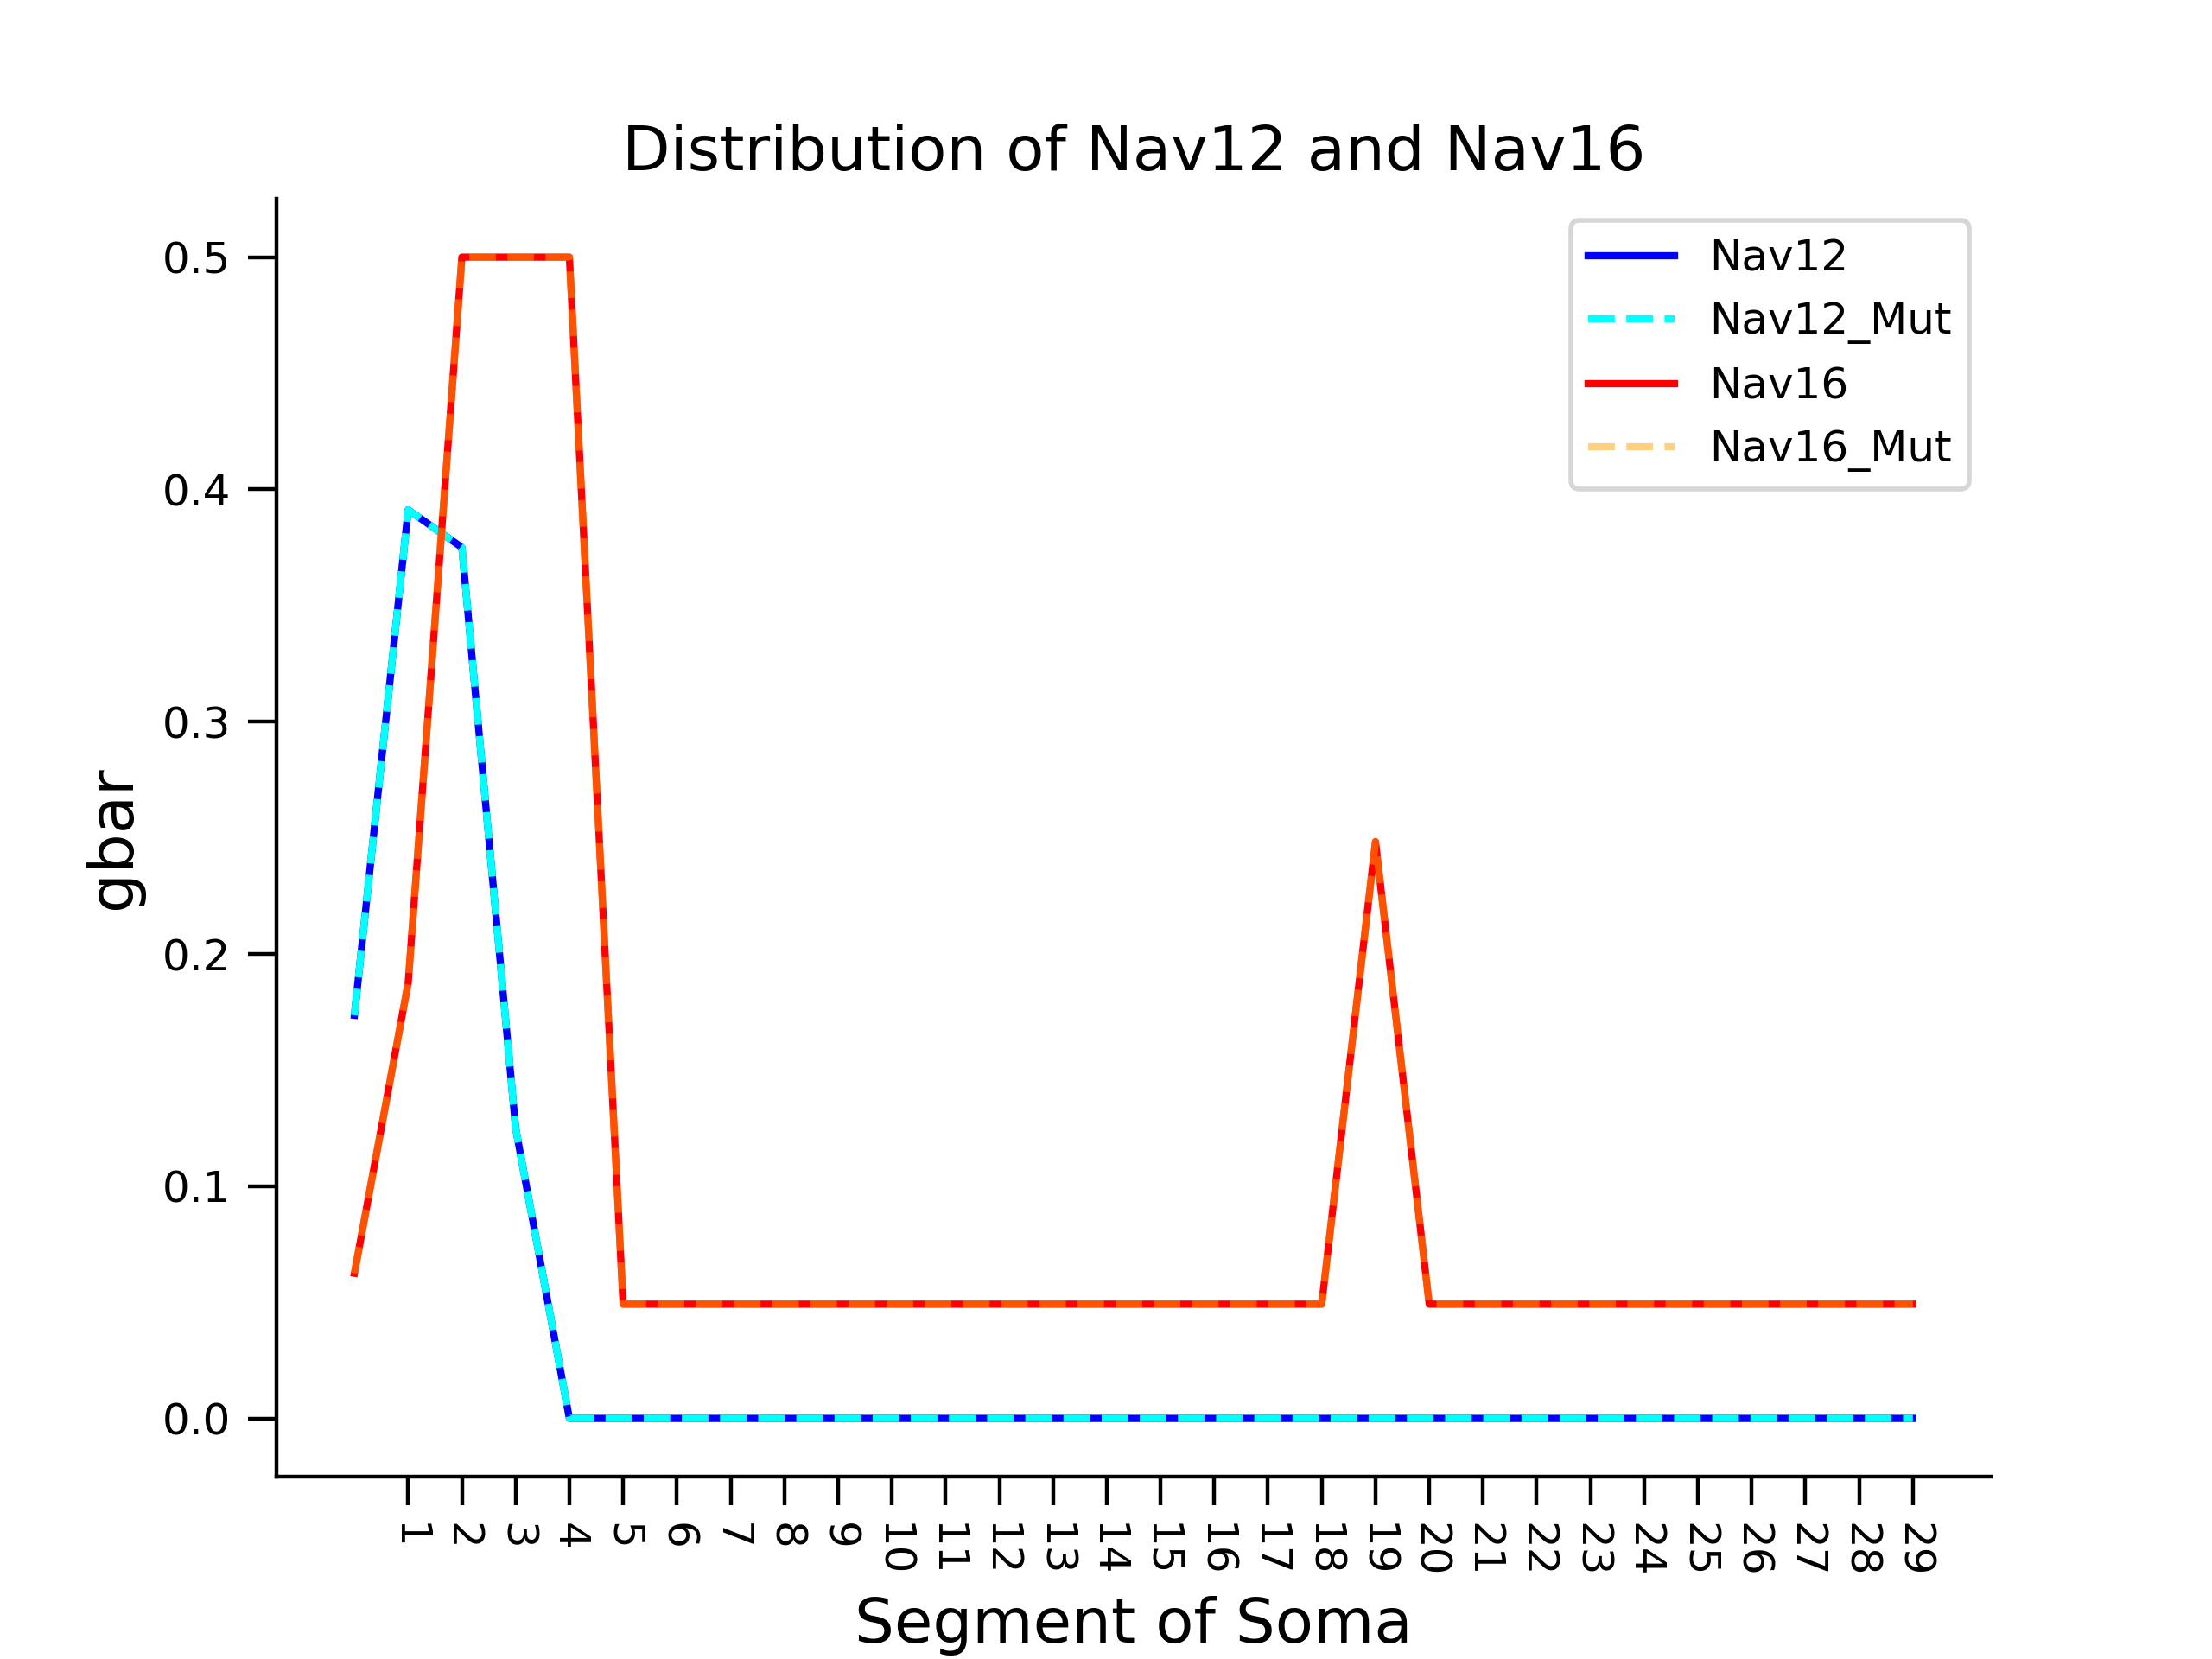 Distribution of Nav12 and Nav16
Nav12
Nav12_Mut
Nav16
Nav16_Mut
0.5
0.4
0.3
0.2
0.1
0.0
gbar
1 2 3 4 5 6 7 8 9 10 11 12 13 14 15 16 17 18 19 20 21 22 23 24 25 26 27 28 29
Segment of Soma